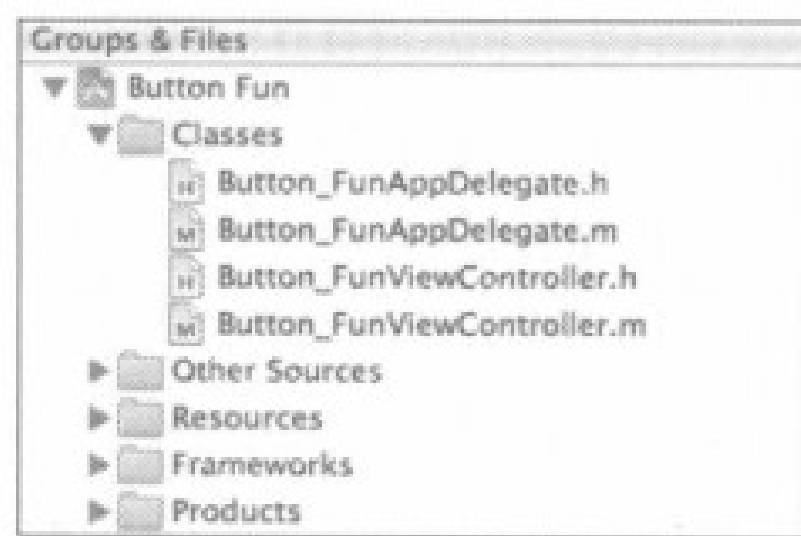 Groups & Files
Button Fun
Classes
Button_FunAppDelegate.h
Button_FunAppDelegate.m
Button_FunViewController.h
Button_FunViewController.m
Other Sources
Resources
Frameworks
Products